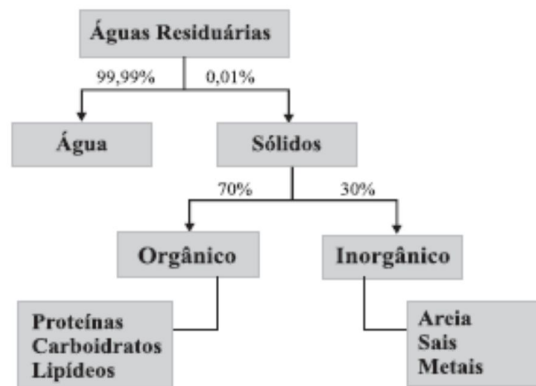 Águas Residuárias
99,99%
0,01%
Água
Sólidos
70%
30%
Orgânico
Inorgânico
Proteínas
Carboidratos
Lipídeos
Areia
Sais
Metais